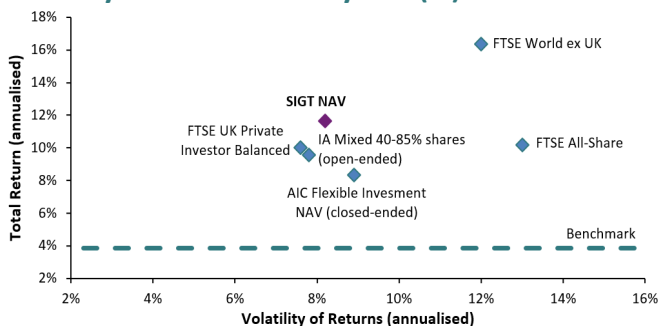 18%
16%
14%
12%
10%
8%
6%
4%
2%
Total Return (annualised)
FTSE World ex UK
SIGT NAV
FTSE UK Private
Investor Balanced
IA Mixed 40-85% shares
(open-ended)
FTSE All-Share
AIC Flexible Invesment
NAV (closed-ended)
Benchmark
2%
4%
6%
8%
10%
12%
14%
16%
Volatility of Returns (annualised)